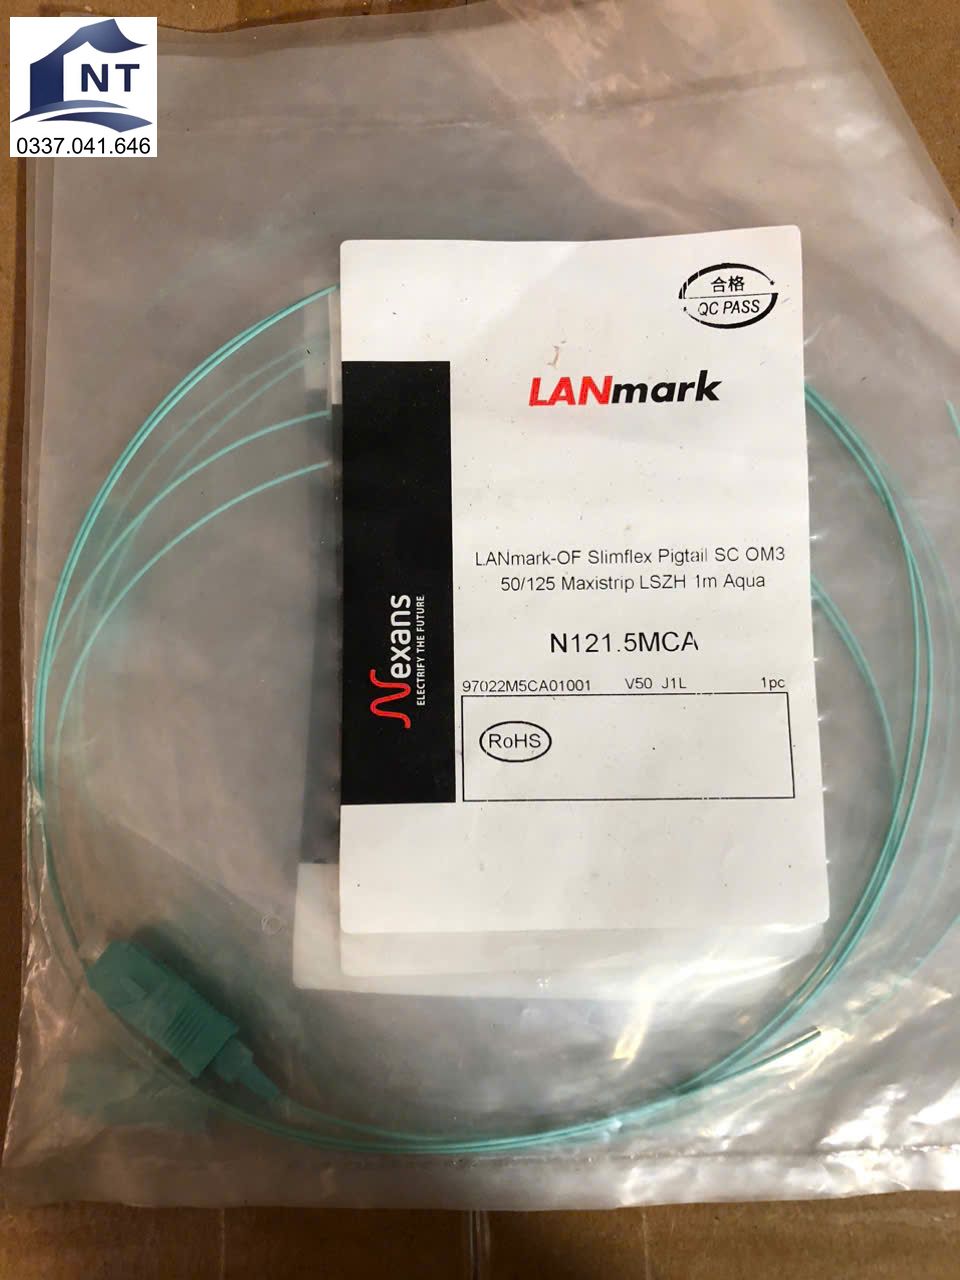 NT
0337.041.646
合格
QC PASS
LANmark
LANmark-OF Slimflex Pigtail SC OM3
50/125 Maxistrip LSZH 1m Aqua
N121.5MCA
97022M5CA01001 V50 J1L 1pc
RoHS
Nexans
ELECTRIFY THE FUTURE